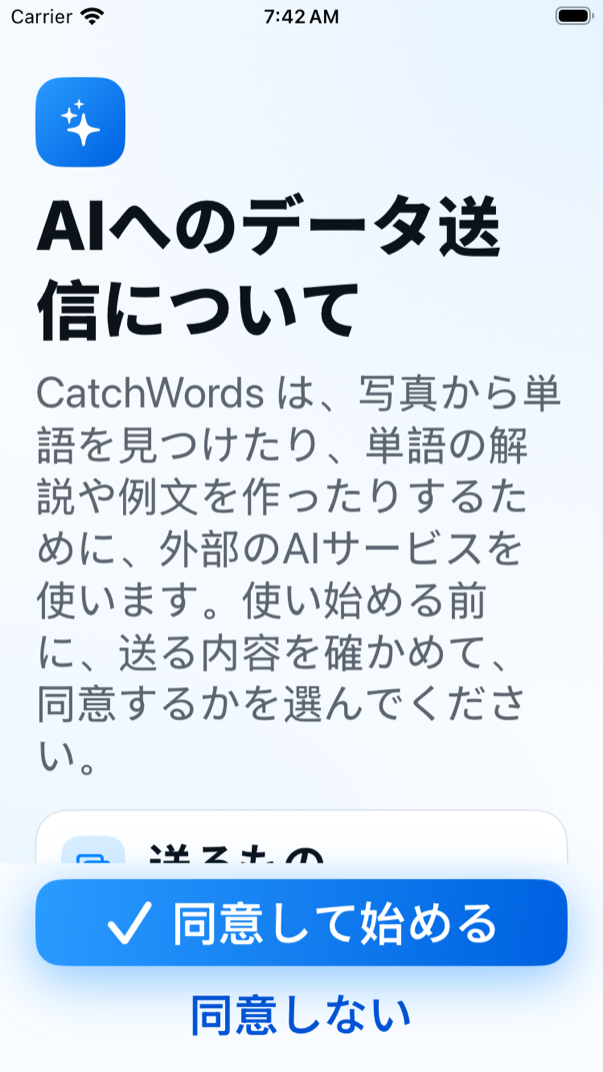 Carrier
7:42 AM
AIへのデータ送
信について
CatchWords は、写真から単
語を見つけたり、単語の解
説や例文を作ったりするた
めに、外部のAIサービスを
使います。使い始める前
に、送る内容を確かめて、
同意するかを選んでくださ
い。
送るもの
同意して始める
同意しない